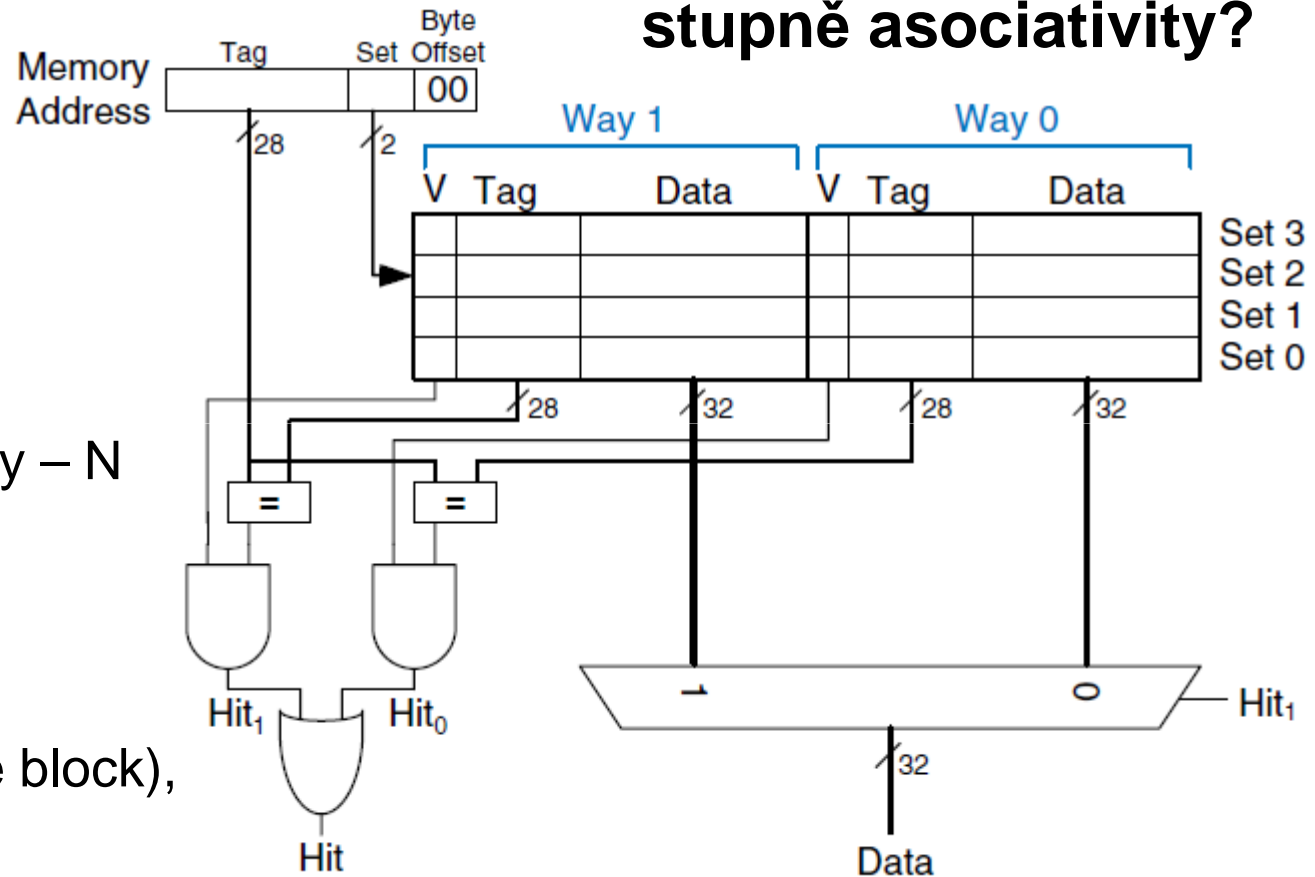 stupně asociativity?
Byte
Tag Set Offset
Memory
Address
00
28 2
Way 1 Way 0
V Tag Data V Tag Data
Set 3
Set 2
Set 1
Set 0
28 32 28 32
y – N
= =
1 0
Hit₁ Hit₀ Hit₁
e block),
32
Hit Data